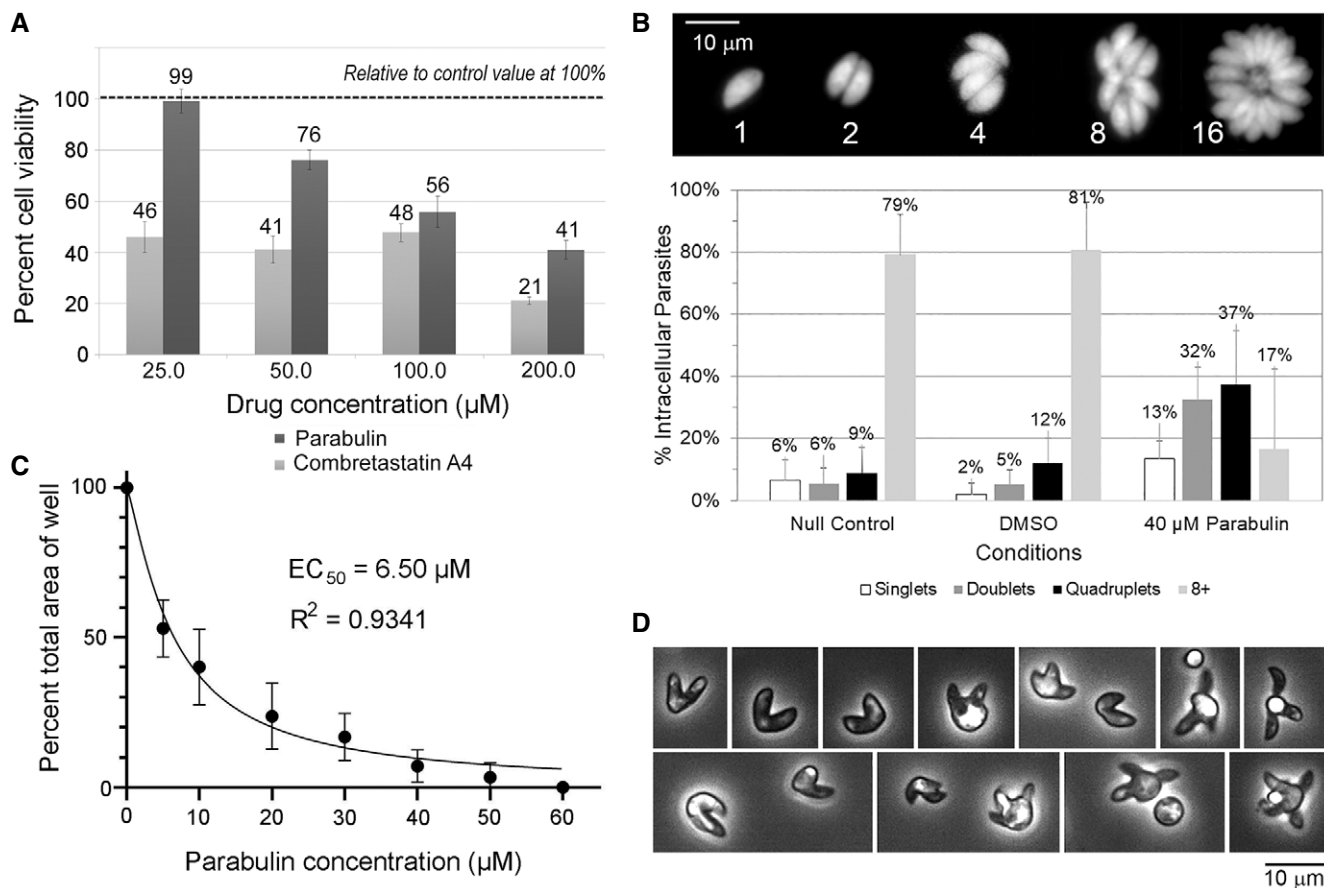 A
Percent cell viability
100
80
60
40
20
0
Relative to control value at 100%
46
99
41
76
48
56
21
41
25.0
50.0
100.0
200.0
Drug concentration (µM)
Parabulin
Combretastatin A4
B
10 µm
1
2
4
8
16
% Intracellular Parasites
100%
80%
60%
40%
20%
0%
6%
6%
9%
79%
2%
5%
12%
81%
13%
32%
37%
17%
Null Control
DMSO
40 µM Parabulin
Conditions
Singlets
Doublets
Quadruplets
8+
C
Percent total area of well
100
50
0
EC50 = 6.50 µM
R2 = 0.9341
0
10
20
30
40
50
60
Parabulin concentration (µM)
D
10 µm